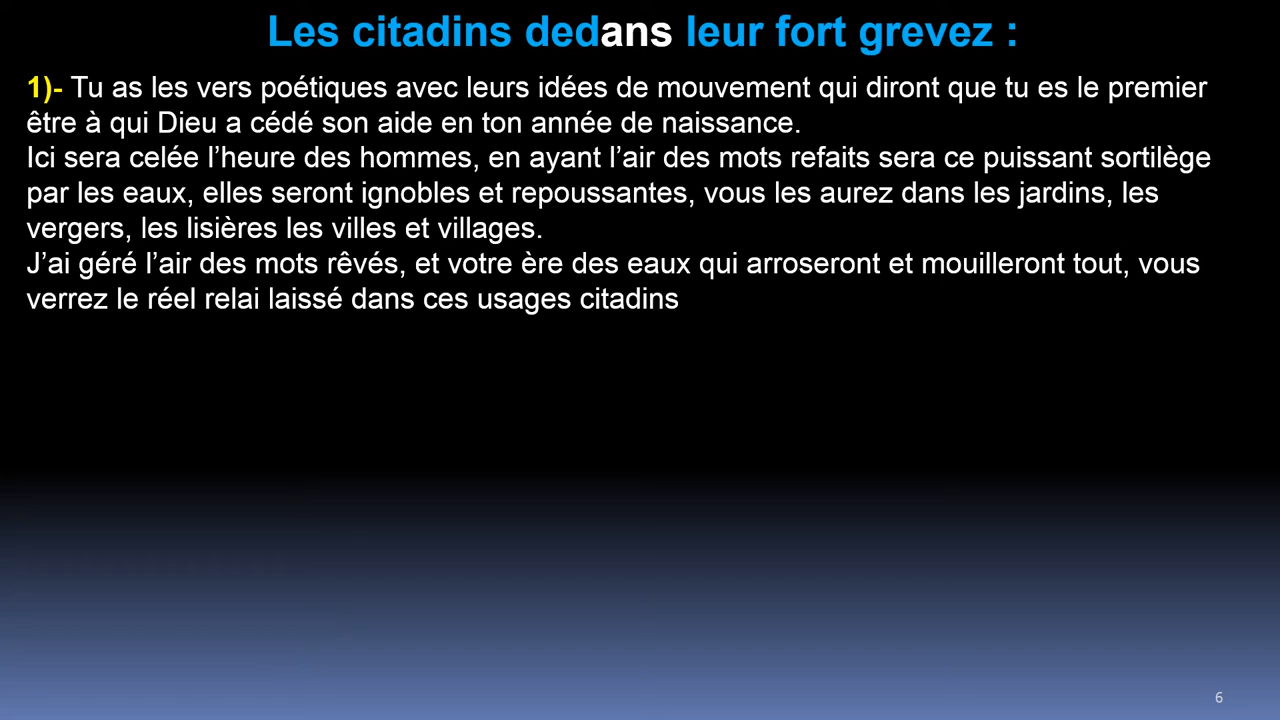 Les citadins dedans leur fort grevez :
1)- Tu as les vers poétiques avec leurs idées de mouvement qui diront que tu es le premier
être à qui Dieu a cédé son aide en ton année de naissance.
Ici sera celée l’heure des hommes, en ayant l’air des mots refaits sera ce puissant sortilège
par les eaux, elles seront ignobles et repoussantes, vous les aurez dans les jardins, les
vergers, les lisières les villes et villages.
J’ai géré l’air des mots rêvés, et votre ère des eaux qui arroseront et mouilleront tout, vous
verrez le réel relai laissé dans ces usages citadins
6